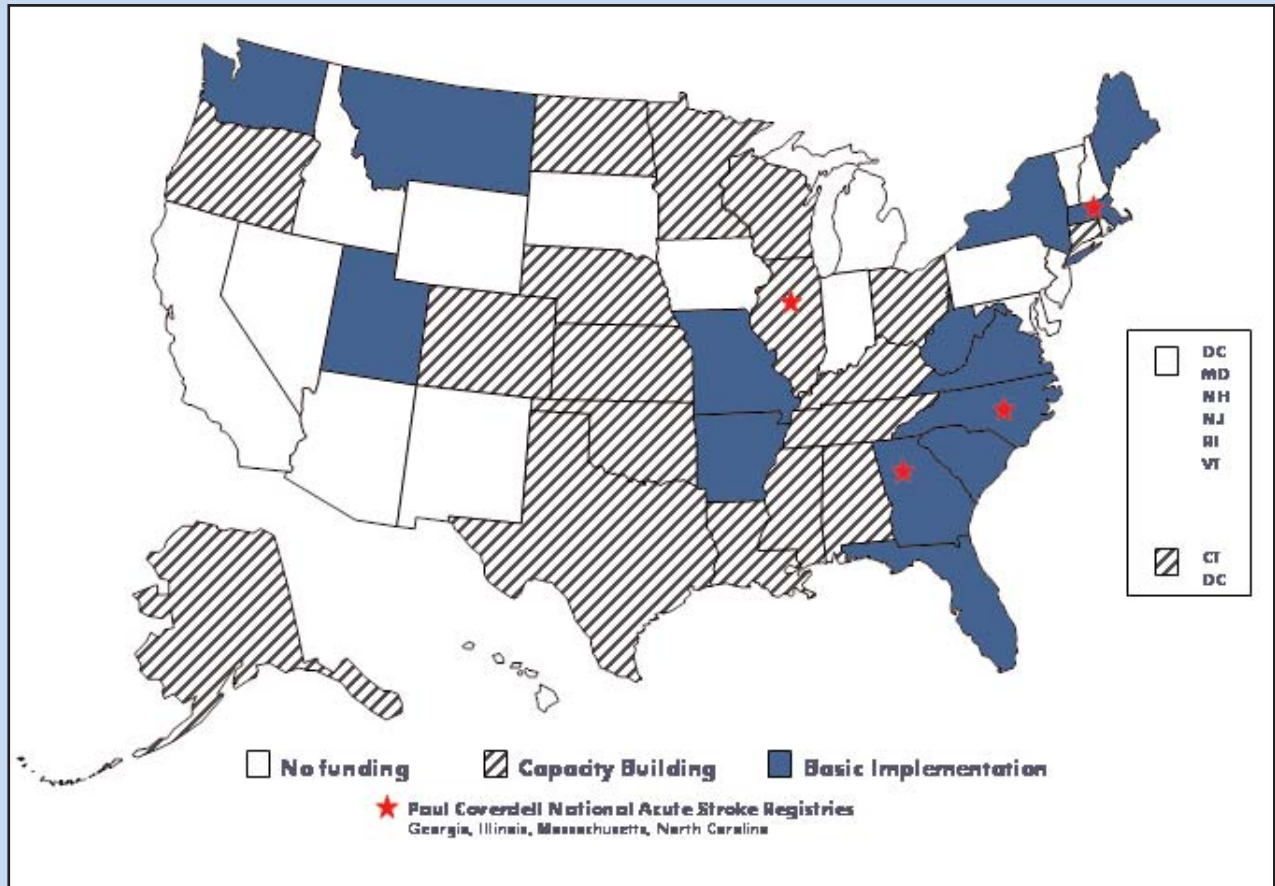 DC
MD
NH
NJ
RI
VT
CT
DC
No funding
Capacity Building
Basic Implementation
Paul Coverdell National Acute Stroke Registries
Georgia, Illinois, Massachusetts, North Carolina